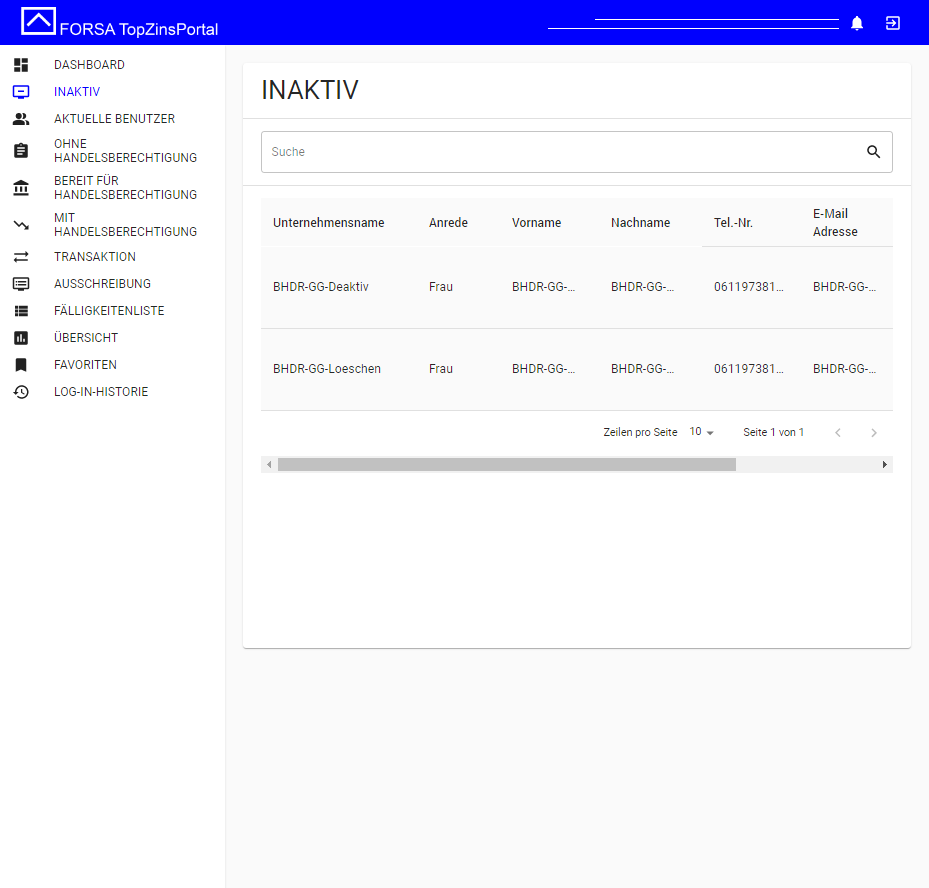 FORSA TopZinsPortal
DASHBOARD
INAKTIV
AKTUELLE BENUTZER
OHNE
HANDELSBERECHTIGUNG
BEREIT FÜR
HANDELSBERECHTIGUNG
MIT
HANDELSBERECHTIGUNG
TRANSAKTION
AUSSCHREIBUNG
FÄLLIGKEITENLISTE
ÜBERSICHT
FAVORITEN
LOG-IN-HISTORIE
INAKTIV
Suche
Unternehmensname Anrede Vorname Nachname Tel.-Nr. E-Mail
Adresse
BHDR-GG-Deaktiv Frau BHDR-GG-... BHDR-GG-...061197381... BHDR-GG-...
BHDR-GG-Loeschen Frau BHDR-GG-... BHDR-GG-... 061197381... BHDR-GG-...
Zeilen pro Seite 10 Seite 1 von 1